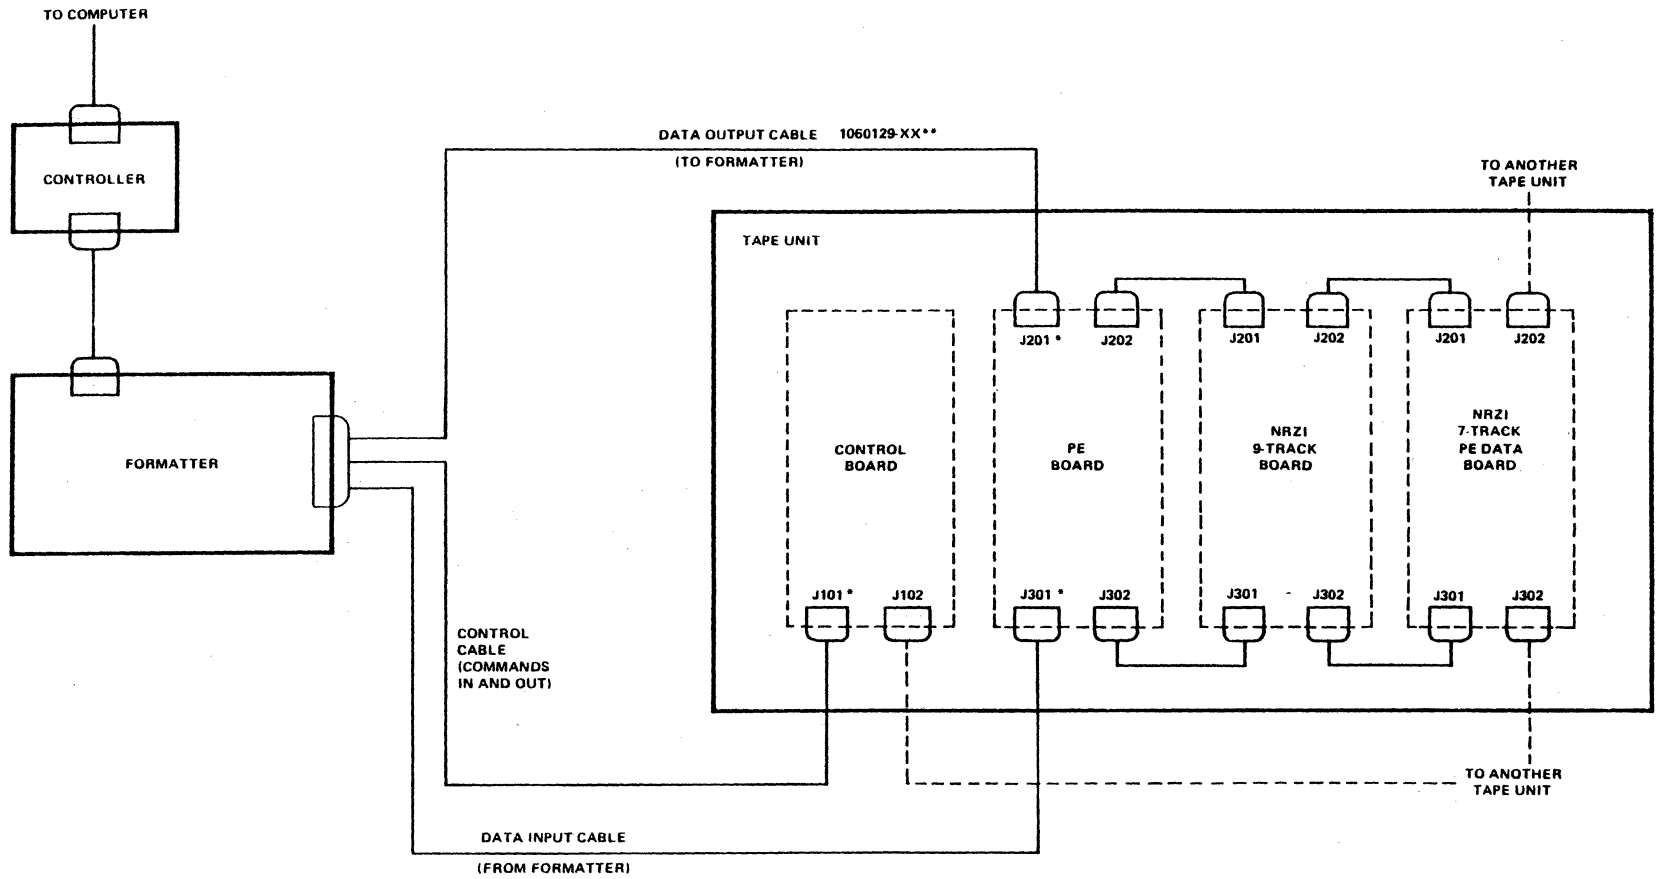 TO COMPUTER
CONTROLLER
FORMATTER
DATA OUTPUT CABLE 1060129-XX**
(TO FORMATTER)
TO ANOTHER
TAPE UNIT
TAPE UNIT
J201*
J202
J201
J202
J201
J202
CONTROL
BOARD
PE
BOARD
NRZI
9-TRACK
BOARD
NRZI
7-TRACK
PE DATA
BOARD
J101*
J102
J301*
J302
J301
J302
J301
J302
CONTROL
CABLE
(COMMANDS
IN AND OUT)
TO ANOTHER
TAPE UNIT
DATA INPUT CABLE
(FROM FORMATTER)